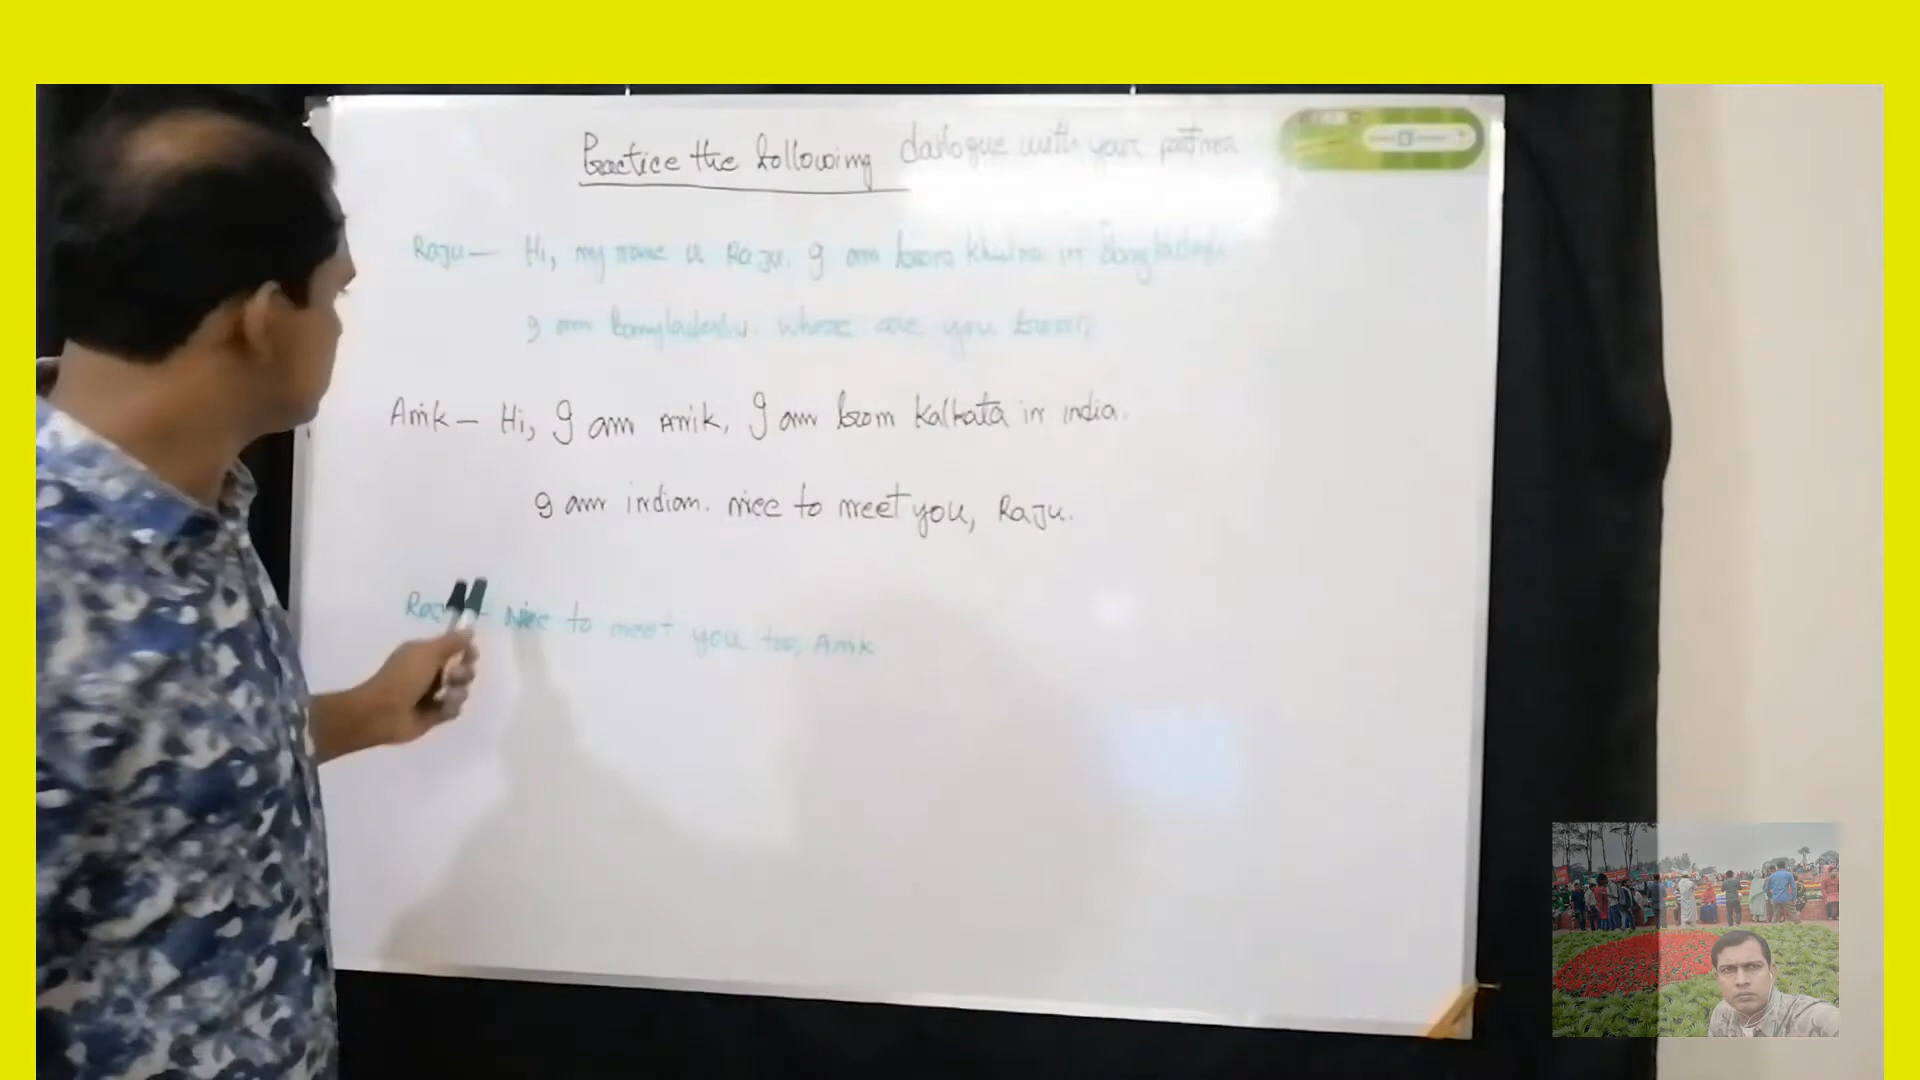 Practice the following dailogue with your partner
Raju — Hi, my name is Raju. I am from Khulna in Bangladesh
I am Bangladeshi. where are you from,
Anik — Hi, I am Anik, I am from Kalkata in india.
I am indian. nice to meet you, Raju.
Raju - Nice to meet you too, Anik